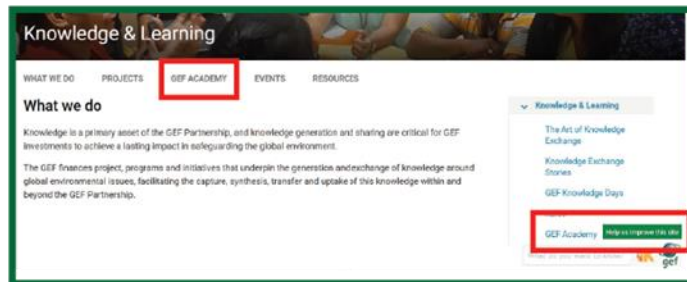 Knowledge & Learning
WHAT WE DO PROJECTS GEF ACADEMY EVENTS RESOURCES
What we do
Knowledge is a primary asset of the GEF Partnership, and knowledge generation and sharing are critical for GEF
investments to achieve a lasting impact in safeguarding the global environment.
The GEF finances project, programs and initiatives that underpin the generation andexchange of knowledge around
global environmental issues, facilitating the capture, synthesis, transfer and uptake of this knowledge within and
beyond the GEF Partnership.
Knowledge & Learning
The Art of Knowledge
Exchange
Knowledge Exchange
Stories
GEF Knowledge Days
GEF Academy
Help us improve this site
gef